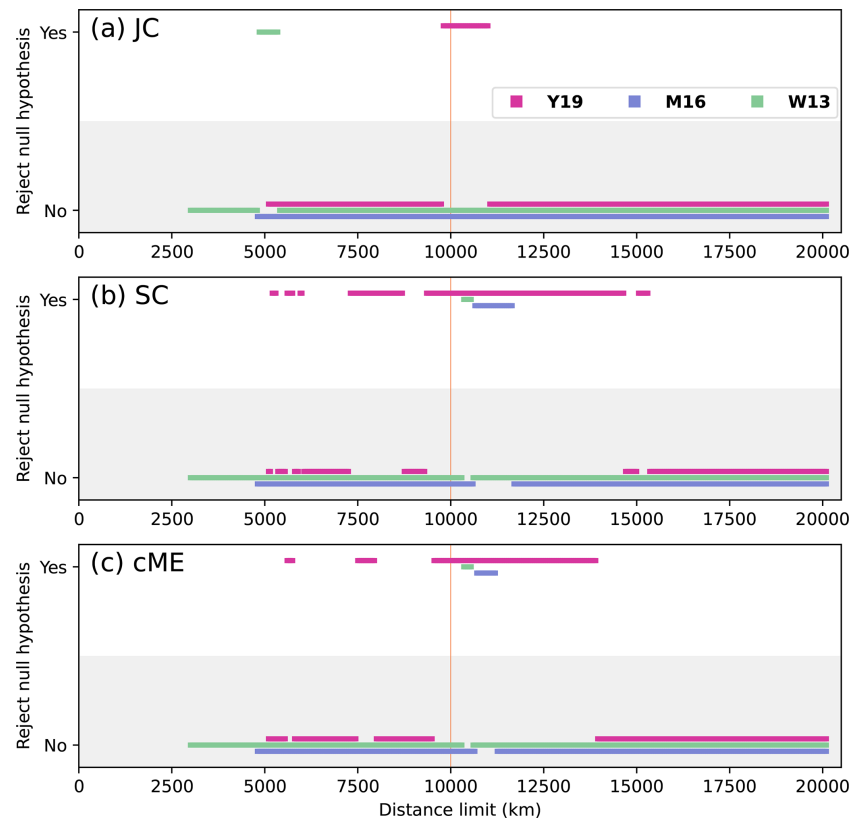 (a) JC
Yes
Y19 M16 W13
No
Reject null hypothesis
0 2500 5000 7500 10000 12500 15000 17500 20000
(b) SC
Yes
No
Reject null hypothesis
0 2500 5000 7500 10000 12500 15000 17500 20000
(c) cME
Yes
No
Reject null hypothesis
0 2500 5000 7500 10000 12500 15000 17500 20000
Distance limit (km)